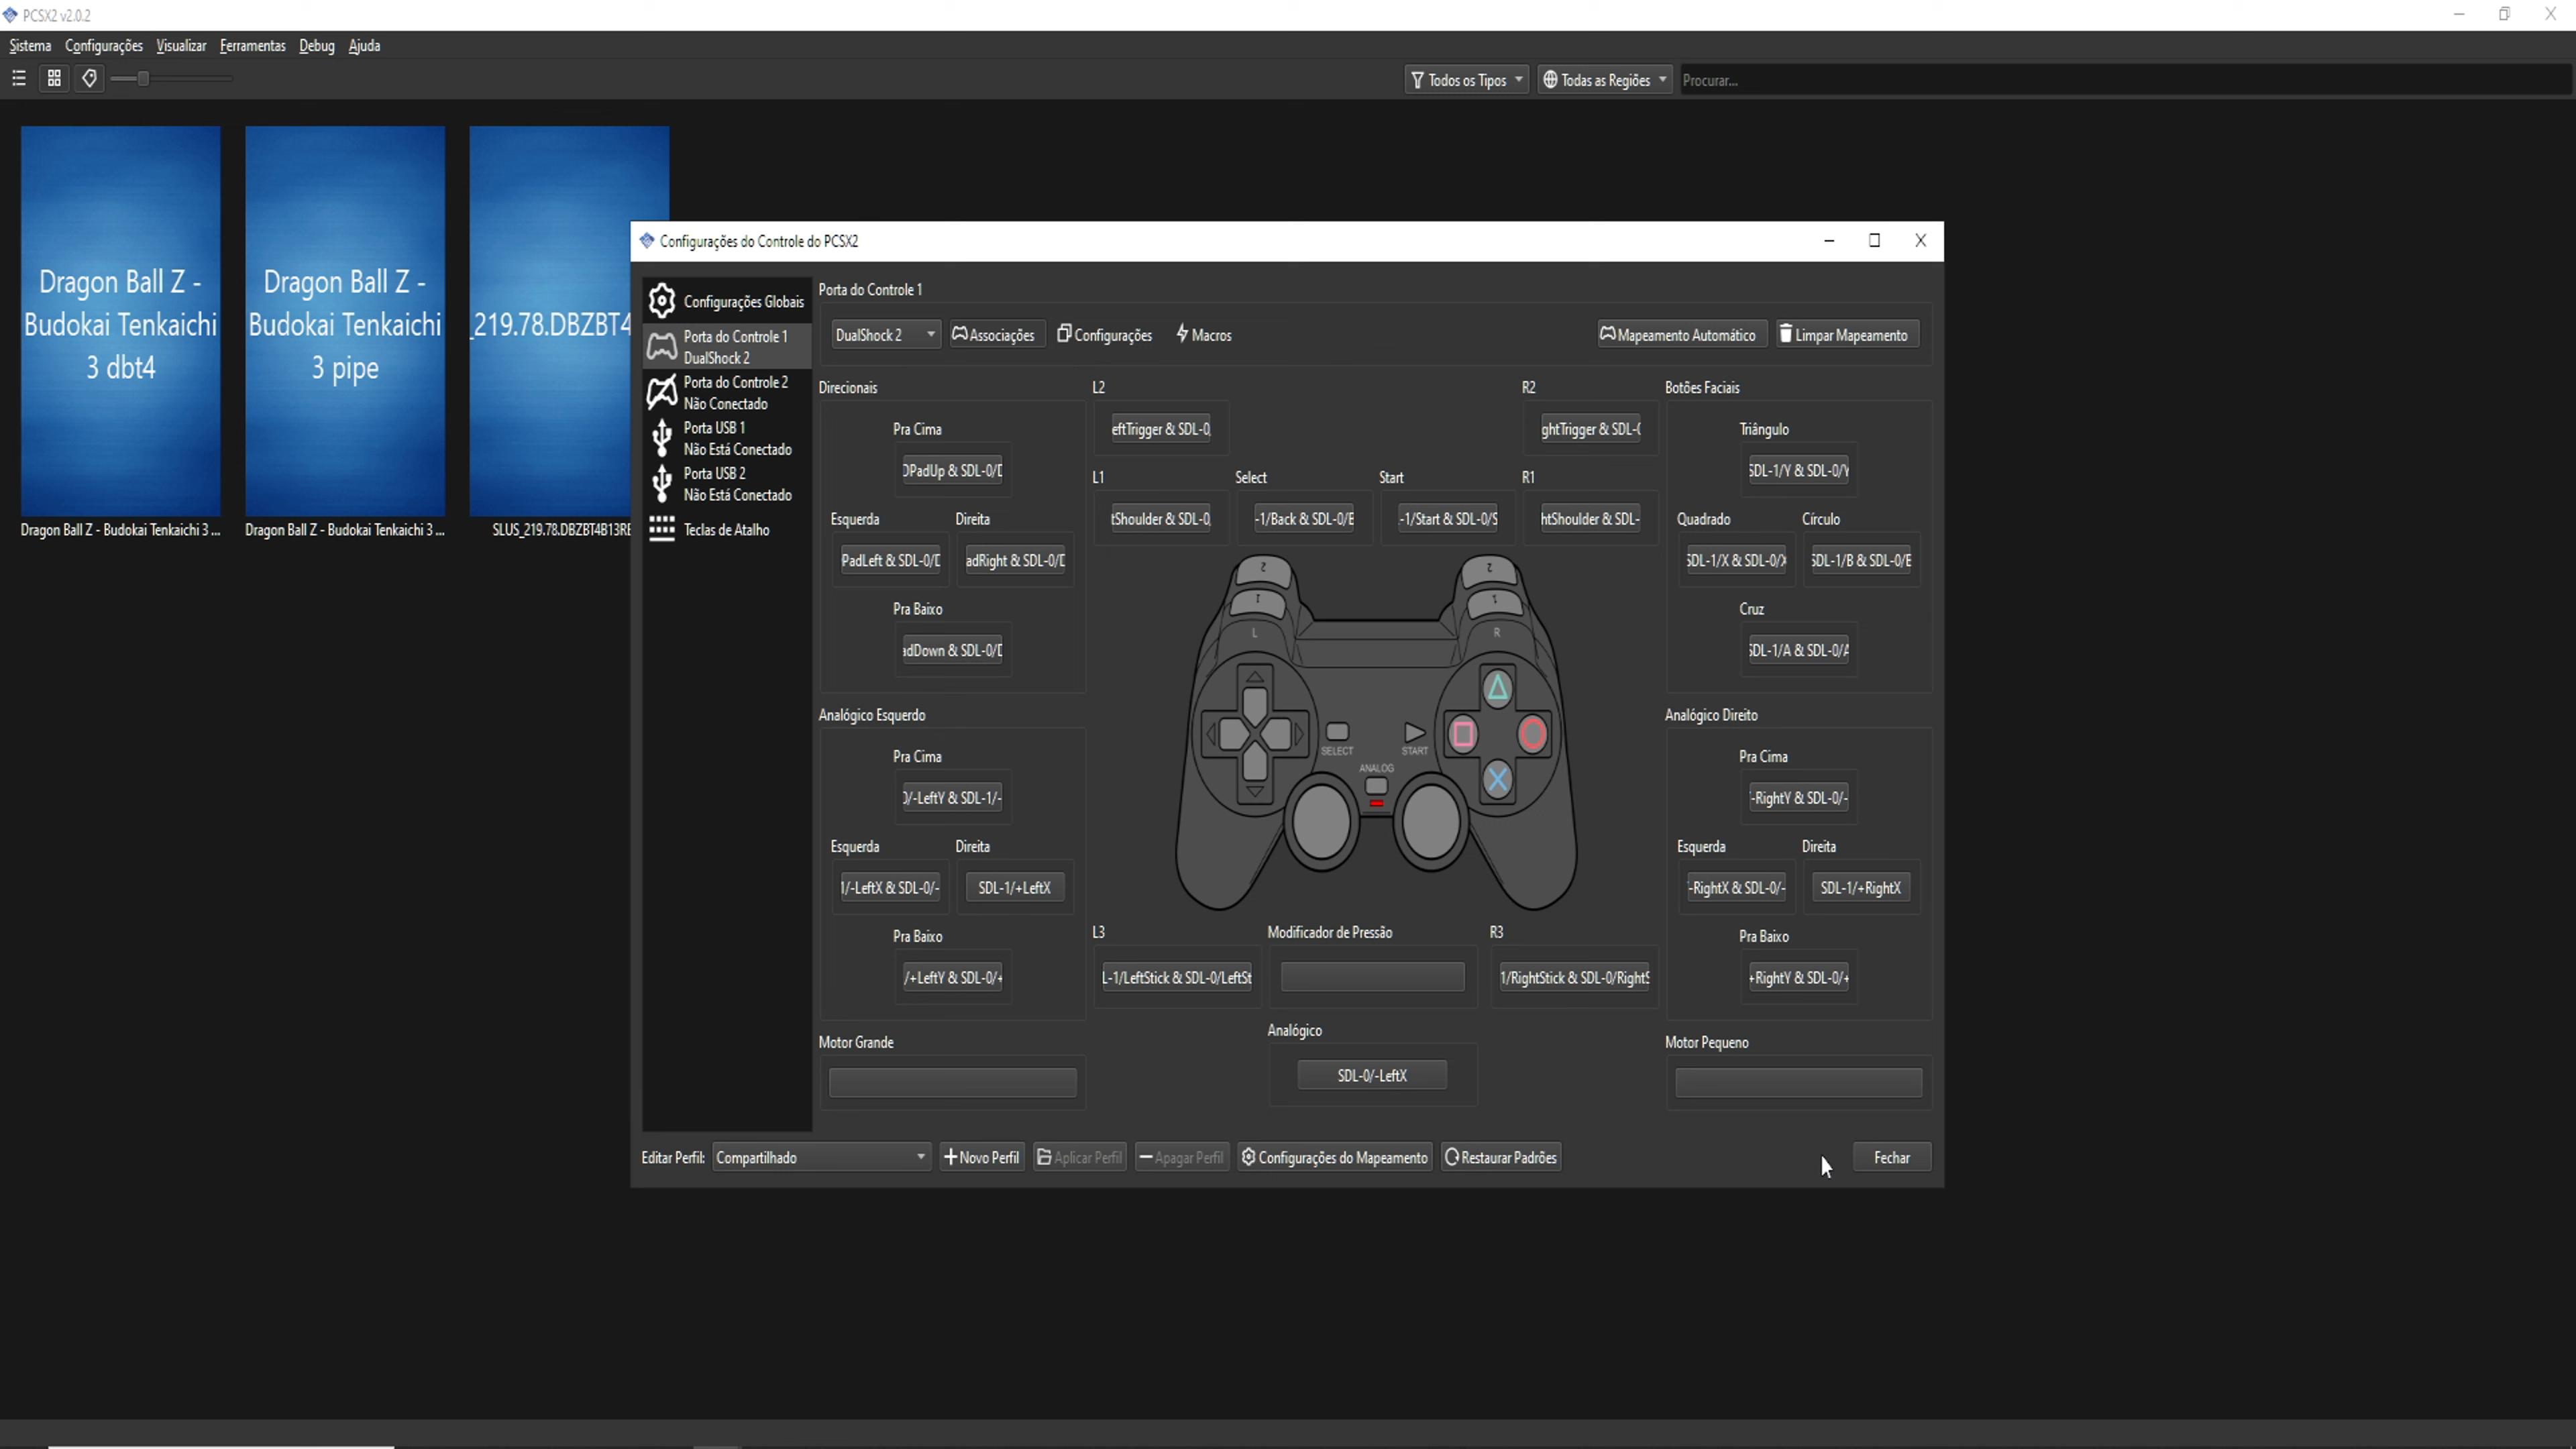 PCSX2 v2.0.2
Sistema Configurações Visualizar Ferramentas Debug Ajuda
Todos os Tipos Todas as Regiões Procurar...
Dragon Ball Z -
Budokai Tenkaichi
3 dbt4
Dragon Ball Z -
Budokai Tenkaichi
3 pipe
_219.78.DBZBT4
Dragon Ball Z - Budokai Tenkaichi 3 ...
Dragon Ball Z - Budokai Tenkaichi 3 ...
SLUS_219.78.DBZBT4B13RE
Configurações do Controle do PCSX2
Configurações Globais
Porta do Controle 1
DualShock 2
Porta do Controle 2
Não Conectado
Porta USB 1
Não Está Conectado
Porta USB 2
Não Está Conectado
Teclas de Atalho
Porta do Controle 1
DualShock 2 Associações Configurações Macros Mapeamento Automático Limpar Mapeamento
Direcionais
Pra Cima
DPadUp & SDL-0/D
Esquerda Direita
PadLeft & SDL-0/D adRight & SDL-0/D
Pra Baixo
adDown & SDL-0/D
L2
eftTrigger & SDL-0,
R2
ghtTrigger & SDL-(
L1 Select Start R1
tShoulder & SDL-0, -1/Back & SDL-0/E .-1/Start & SDL-0/S htShoulder & SDL-
Botões Faciais
Triângulo
SDL-1/Y & SDL-0/Y
Quadrado Círculo
SDL-1/X & SDL-0/X SDL-1/B & SDL-0/E
Cruz
SDL-1/A & SDL-0/A
2 2
1 1
L R
SELECT START
ANALOG
Analógico Esquerdo
Pra Cima
0/-LeftY & SDL-1/-
Esquerda Direita
1/-LeftX & SDL-0/- SDL-1/+LeftX
Pra Baixo
/+LeftY & SDL-0/+
Analógico Direito
Pra Cima
-RightY & SDL-0/-
Esquerda Direita
-RightX & SDL-0/- SDL-1/+RightX
Pra Baixo
+RightY & SDL-0/+
L3 Modificador de Pressão R3
L-1/LeftStick & SDL-0/LeftSt 1/RightStick & SDL-0/RightS
Motor Grande
Analógico
SDL-0/-LeftX
Motor Pequeno
Editar Perfil: Compartilhado Novo Perfil Aplicar Perfil Apagar Perfil Configurações do Mapeamento Restaurar Padrões Fechar